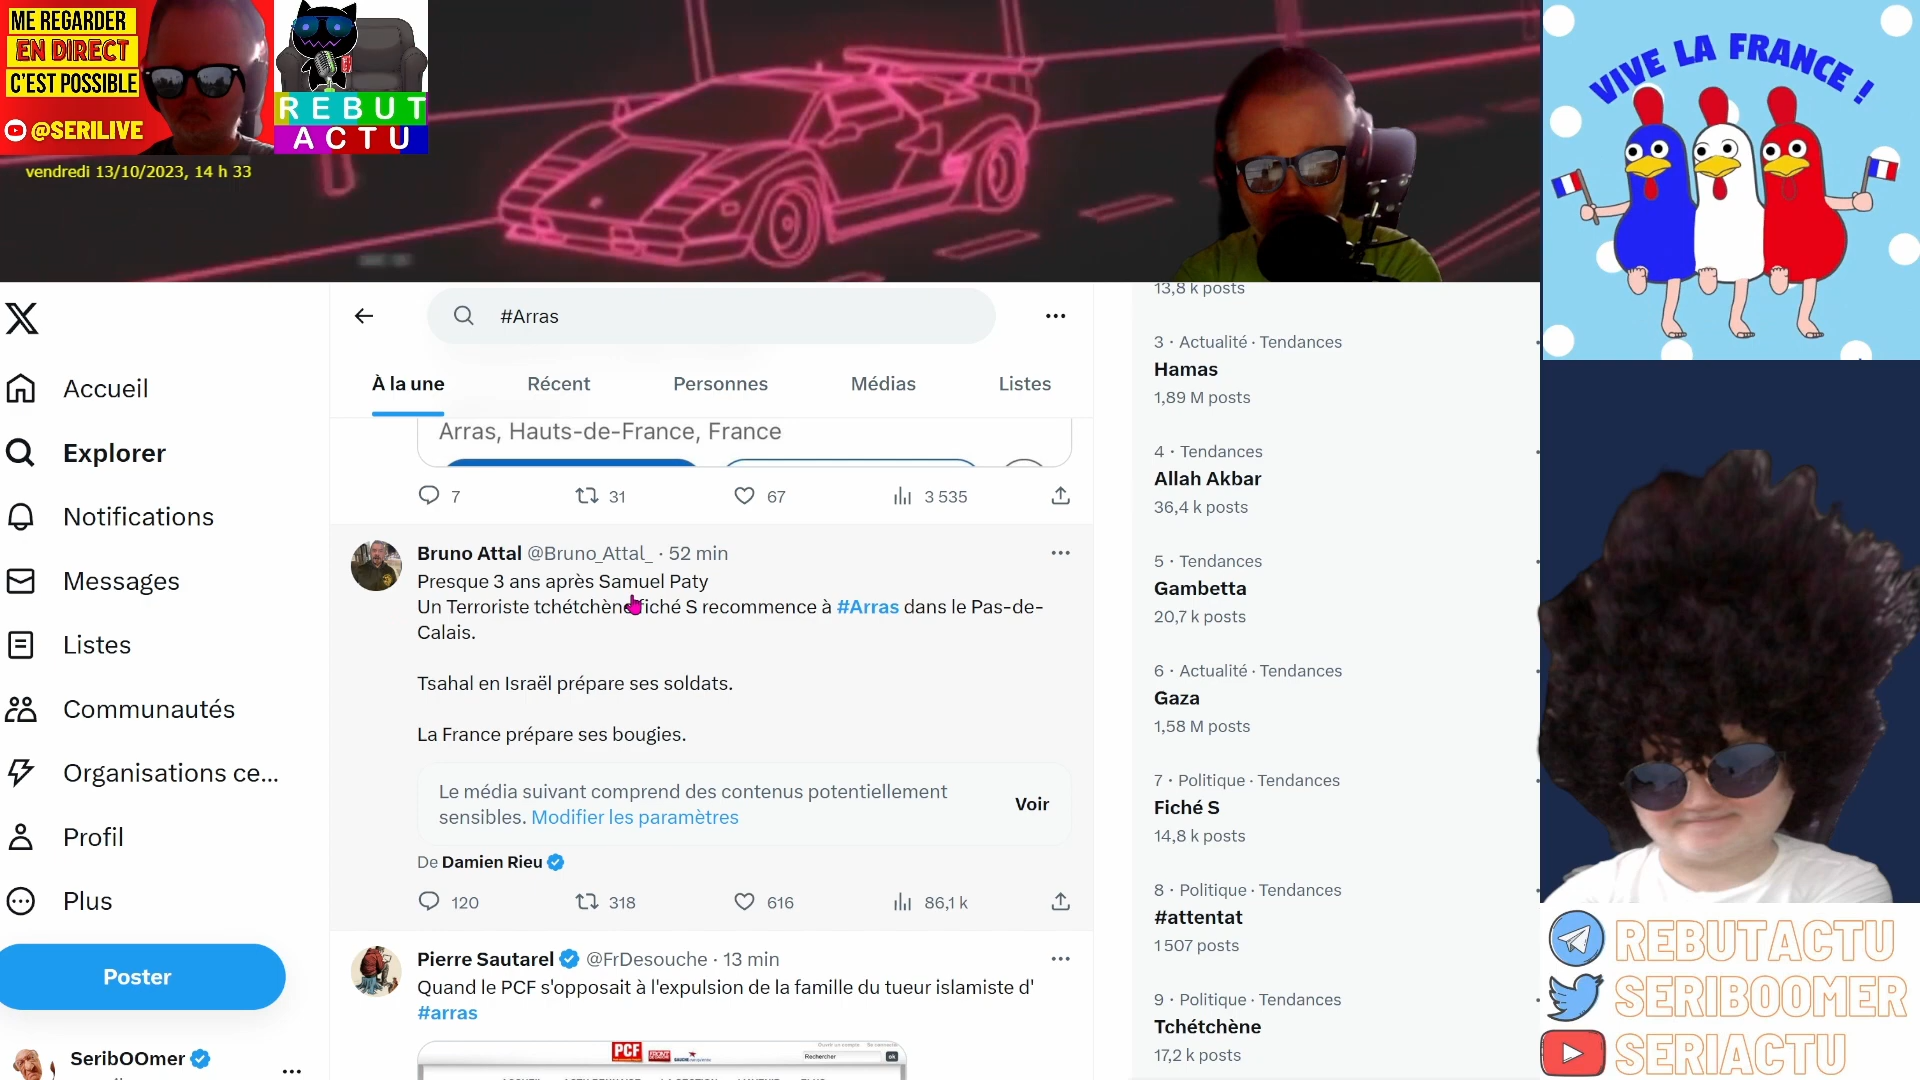 ME REGARDER
EN DIRECT
C'EST POSSIBLE
@SERILIVE
REBUT
ACTU
vendredi 13/10/2023, 14 h 33
VIVE LA FRANCE !
#Arras
À la une
Récent
Personnes
Médias
Listes
Accueil
Explorer
Notifications
Messages
Listes
Communautés
Organisations ce...
Profil
Plus
Poster
SeribOOmer
Arras, Hauts-de-France, France
7
31
67
3 535
Bruno Attal @Bruno_Attal_ · 52 min
Presque 3 ans après Samuel Paty
Un Terroriste tchétchène fiché S recommence à #Arras dans le Pas-de-
Calais.
Tsahal en Israël prépare ses soldats.
La France prépare ses bougies.
Le média suivant comprend des contenus potentiellement
sensibles. Modifier les paramètres
Voir
De Damien Rieu
120
318
616
86,1 k
Pierre Sautarel @FrDesouche · 13 min
Quand le PCF s'opposait à l'expulsion de la famille du tueur islamiste d'
#arras
PCF
Rechercher
ok
13,8 k posts
3 · Actualité · Tendances
Hamas
1,89 M posts
4 · Tendances
Allah Akbar
36,4 k posts
5 · Tendances
Gambetta
20,7 k posts
6 · Actualité · Tendances
Gaza
1,58 M posts
7 · Politique · Tendances
Fiché S
14,8 k posts
8 · Politique · Tendances
#attentat
1 507 posts
9 · Politique · Tendances
Tchétchène
17,2 k posts
REBUTACTU
SERIBOOMER
SERIACTU